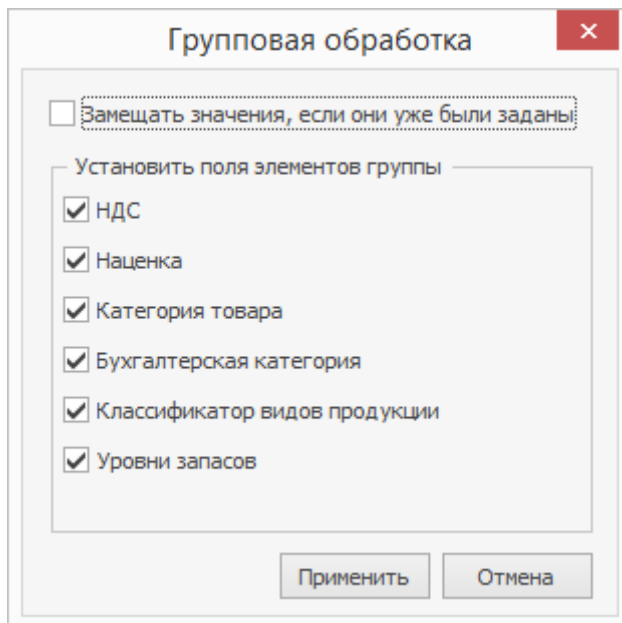 Групповая обработка
Замещать значения, если они уже были заданы
Установить поля элементов группы
НДС
Наценка
Категория товара
Бухгалтерская категория
Классификатор видов продукции
Уровни запасов
Применить Отмена